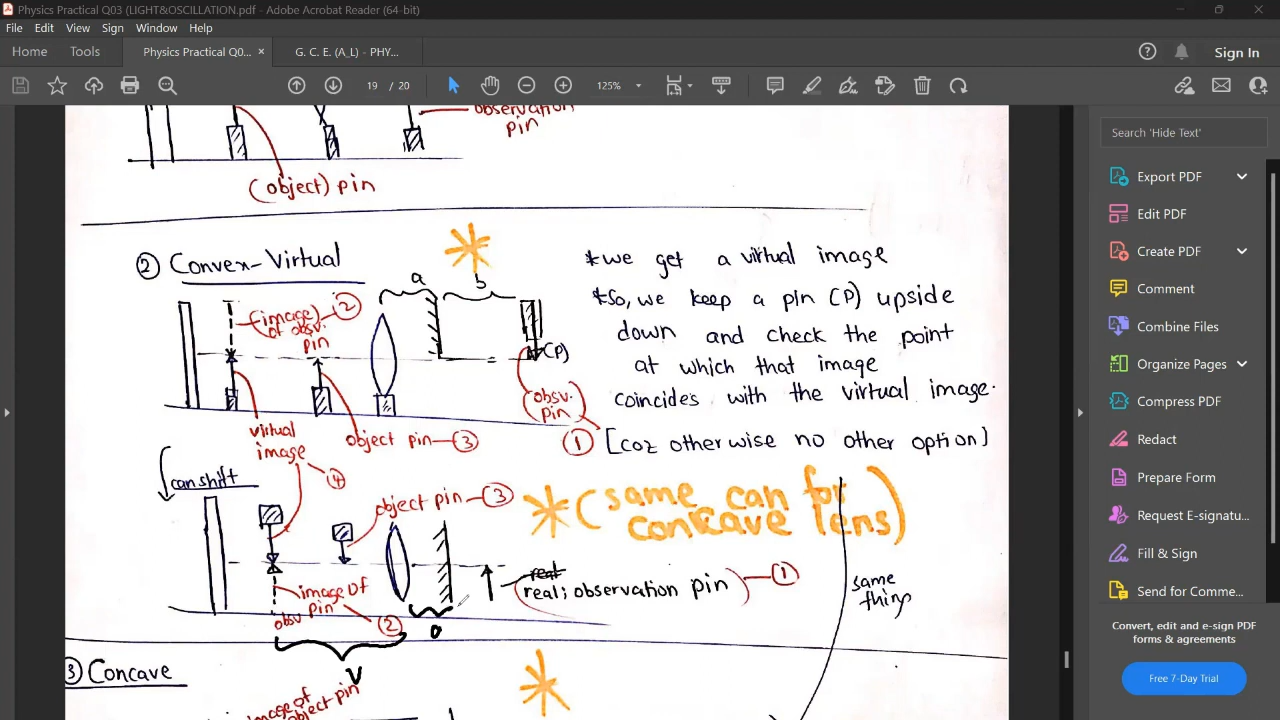 Physics Practical Q03 (LIGHT&OSCILLATION.pdf - Adobe Acrobat Reader (64-bit)
File Edit View Sign Window Help
Home Tools Physics Practical Q0... × G. C. E. (A_L) - PHY... Sign In
19 / 20 125%
observation
pin
(object) pin
② Convex-Virtual
a
b
(image) ②
of obsv.
pin
(P)
(obsv.
pin)
①
virtual
image ④
object pin ③
*we get a virtual image
*So, we keep a pin (P) upside
down and check the point
at which that image
coincides with the virtual image.
[coz otherwise no other option]
can shift
object pin ③
(same can for
concave lens)
image of
obsv pin ②
real
real; observation pin ①
same
thing
o
V
③ Concave
image of
object pin
Search 'Hide Text'
Export PDF
Edit PDF
Create PDF
Comment
Combine Files
Organize Pages
Compress PDF
Redact
Prepare Form
Request E-signatu...
Fill & Sign
Send for Comme...
Convert, edit and e-sign PDF
forms & agreements
Free 7-Day Trial